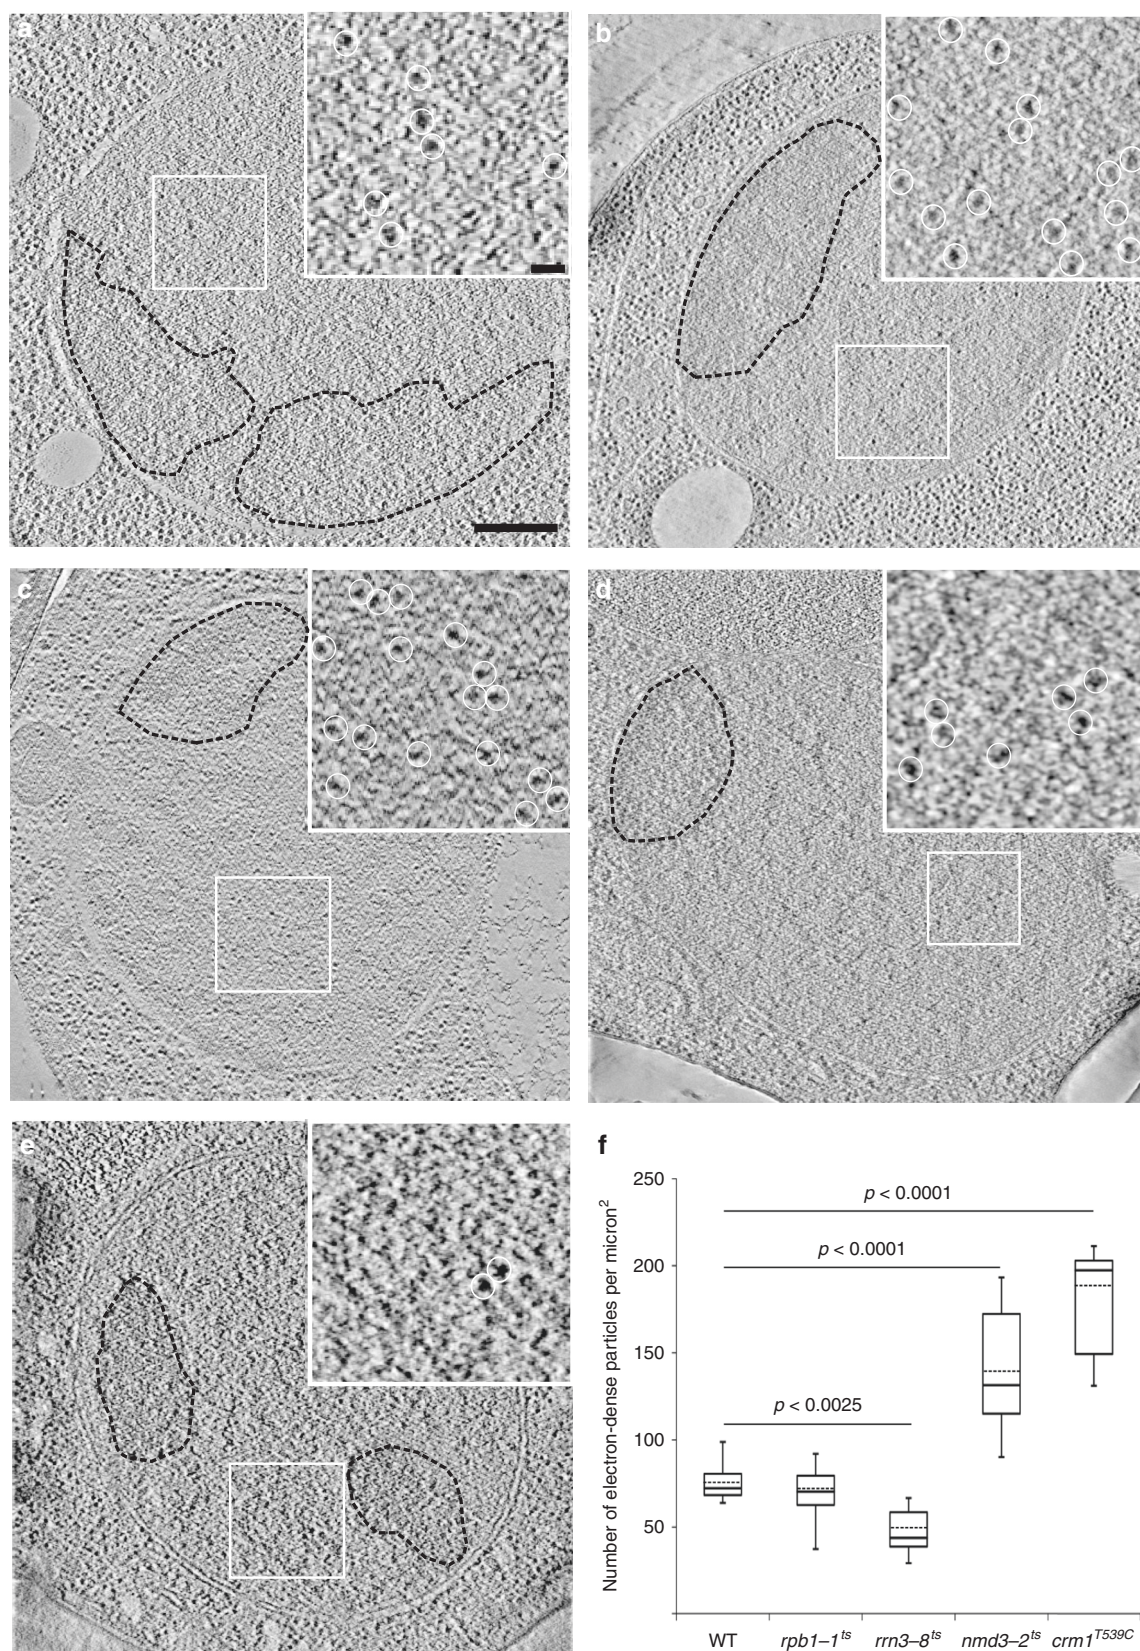 a
b
c
d
e
f
Number of electron-dense particles per micron²
250
200
150
100
50
p < 0.0001
p < 0.0001
p < 0.0025
WT
rpb1–1ᵗˢ
rrn3–8ᵗˢ
nmd3–2ᵗˢ
crm1ᵀ⁵³⁹ᶜ